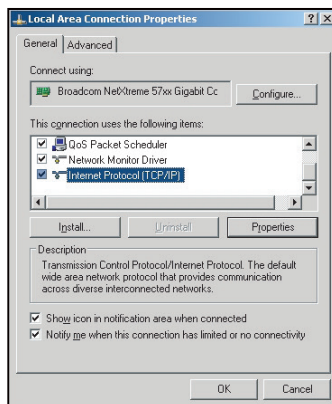 Local Area Connection Properties
General Advanced
Connect using:
Broadcom NetXtreme 57xx Gigabit Cc Configure...
This connection uses the following items:
QoS Packet Scheduler
Network Monitor Driver
Internet Protocol (TCP/IP)
Install... Uninstall Properties
Description
Transmission Control Protocol/Internet Protocol. The default
wide area network protocol that provides communication
across diverse interconnected networks.
Show icon in notification area when connected
Notify me when this connection has limited or no connectivity
OK Cancel